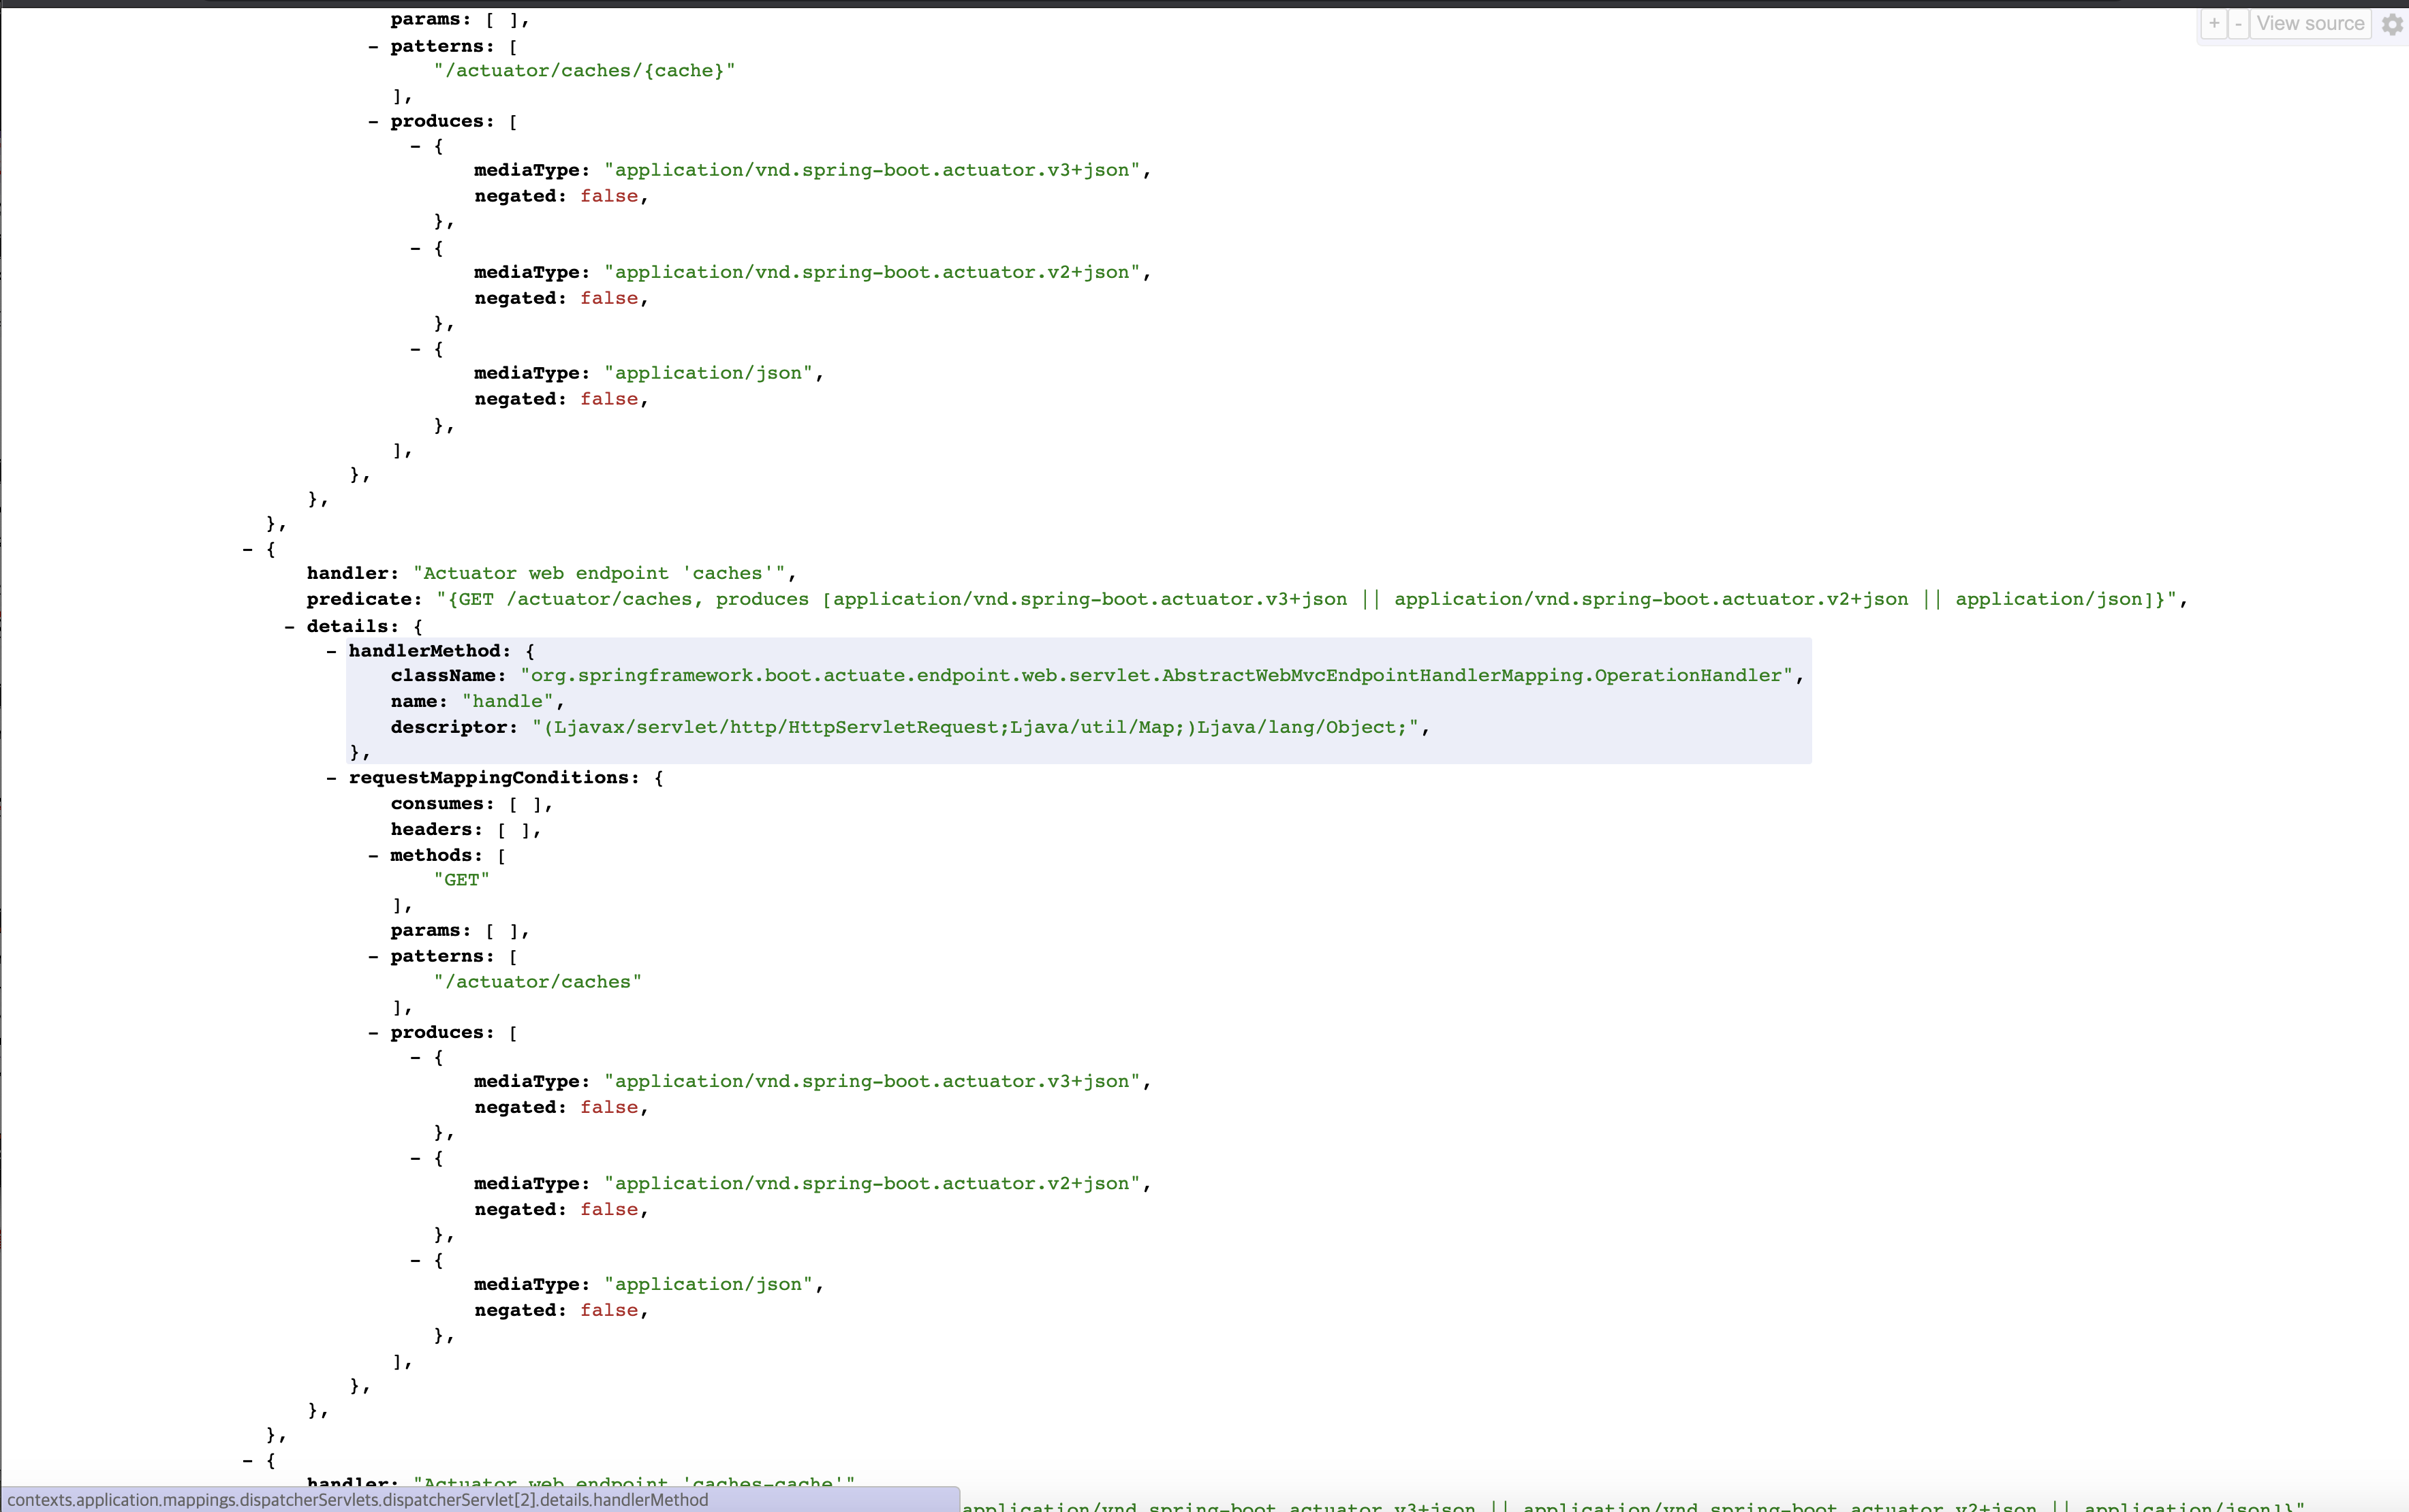 params: [ ],
+ - View source
- patterns: [
"/actuator/caches/{cache}"
],
- produces: [
- {
mediaType: "application/vnd.spring-boot.actuator.v3+json",
negated: false,
},
- {
mediaType: "application/vnd.spring-boot.actuator.v2+json",
negated: false,
},
- {
mediaType: "application/json",
negated: false,
},
],
},
},
},
- {
handler: "Actuator web endpoint 'caches'",
predicate: "{GET /actuator/caches, produces [application/vnd.spring-boot.actuator.v3+json || application/vnd.spring-boot.actuator.v2+json || application/json]}",
- details: {
- handlerMethod: {
className: "org.springframework.boot.actuate.endpoint.web.servlet.AbstractWebMvcEndpointHandlerMapping.OperationHandler",
name: "handle",
descriptor: "(Ljavax/servlet/http/HttpServletRequest;Ljava/util/Map;)Ljava/lang/Object;",
},
- requestMappingConditions: {
consumes: [ ],
headers: [ ],
- methods: [
"GET"
],
params: [ ],
- patterns: [
"/actuator/caches"
],
- produces: [
- {
mediaType: "application/vnd.spring-boot.actuator.v3+json",
negated: false,
},
- {
mediaType: "application/vnd.spring-boot.actuator.v2+json",
negated: false,
},
- {
mediaType: "application/json",
negated: false,
},
],
},
},
},
- {
handler: "Actuator web endpoint 'caches-cache'"
contexts.application.mappings.dispatcherServlets.dispatcherServlet[2].details.handlerMethod
application/vnd.spring-boot.actuator.v3+json || application/vnd.spring-boot.actuator.v2+json || application/json]}"